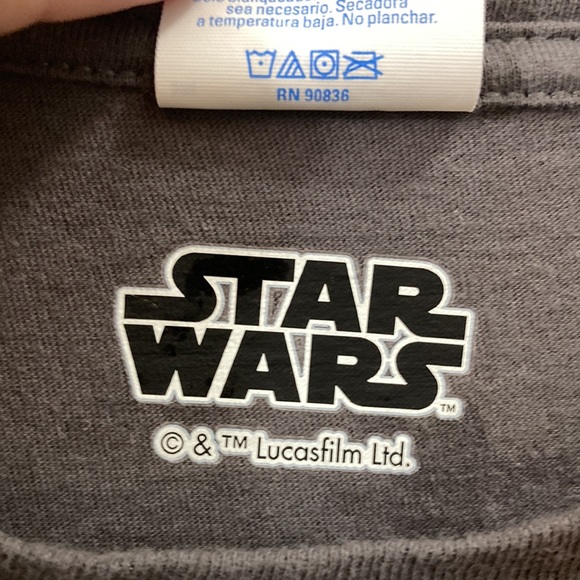 sea necesario. Secadora
a temperatura baja. No planchar.
RN 90836
STAR
WARS
TM
© & TM Lucasfilm Ltd.